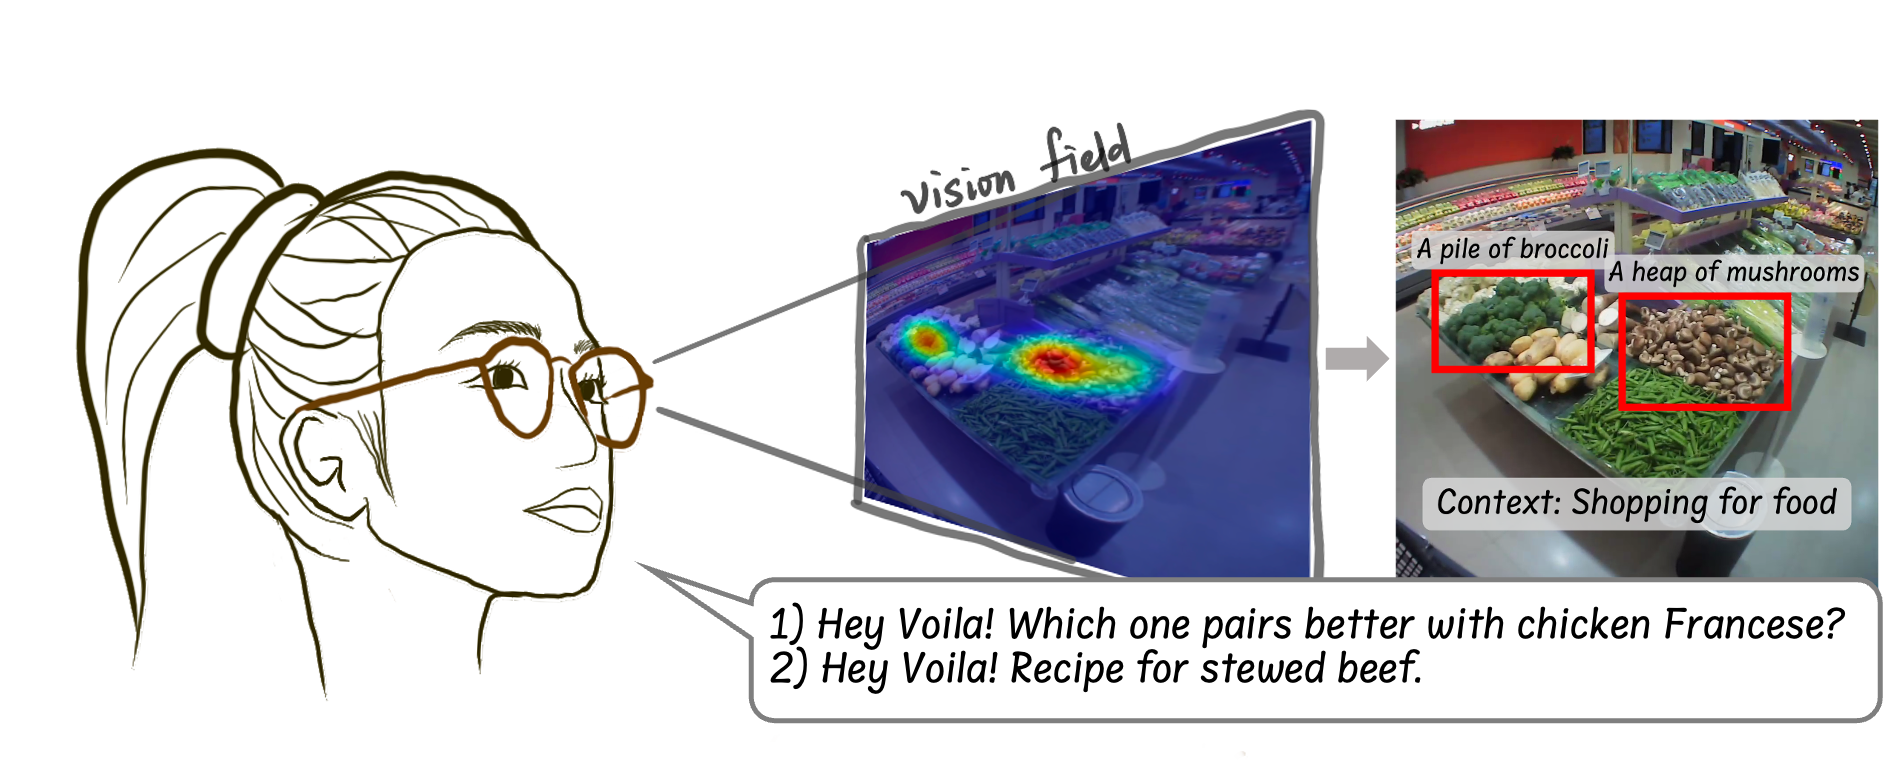 vision field
A pile of broccoli
A heap of mushrooms
Context: Shopping for food
1) Hey Voila! Which one pairs better with chicken Francese?
2) Hey Voila! Recipe for stewed beef.